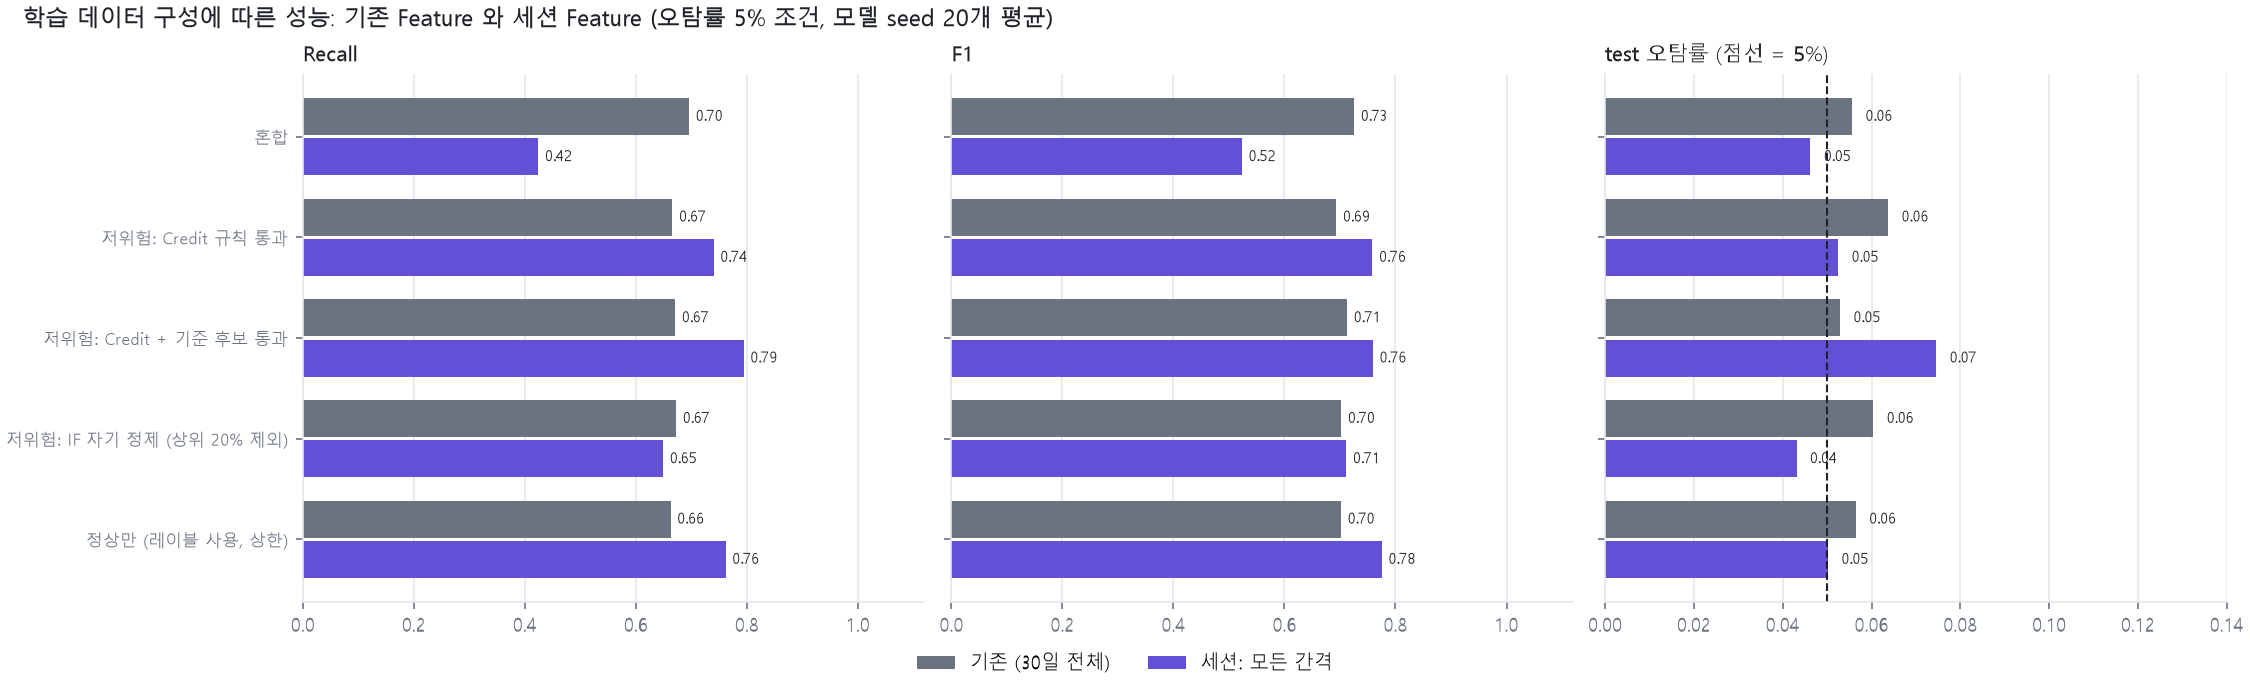 학습 데이터 구성에 따른 성능: 기존 Feature 와 세션 Feature (오탐률 5% 조건, 모델 seed 20개 평균)
Recall
F1
test 오탐률 (점선 = 5%)
혼합
0.70
0.42
0.73
0.52
0.06
0.05
저위험: Credit 규칙 통과
0.67
0.74
0.69
0.76
0.06
0.05
저위험: Credit + 기준 후보 통과
0.67
0.79
0.71
0.76
0.05
0.07
저위험: IF 자기 정제 (상위 20% 제외)
0.67
0.65
0.70
0.71
0.06
0.04
정상만 (레이블 사용, 상한)
0.66
0.76
0.70
0.78
0.06
0.05
0.0 0.2 0.4 0.6 0.8 1.0
0.0 0.2 0.4 0.6 0.8 1.0
0.00 0.02 0.04 0.06 0.08 0.10 0.12 0.14
기존 (30일 전체) 세션: 모든 간격